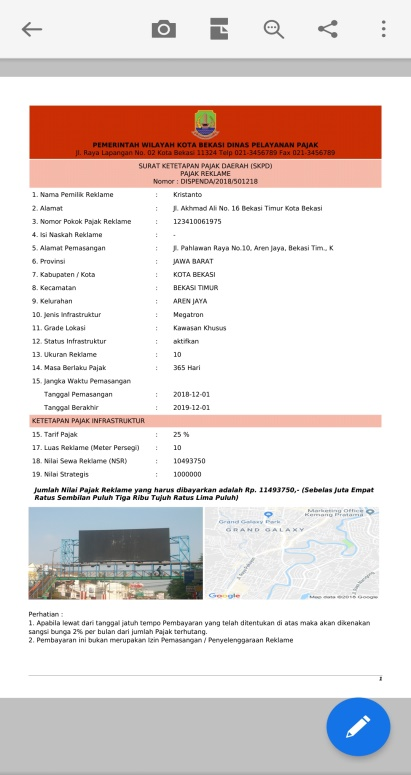 PEMERINTAH WILAYAH KOTA BEKASI DINAS PELAYANAN PAJAK
Jl. Raya Lapangan No. 02 Kota Bekasi 11324 Telp 021-3456789 Fax 021-3456789
SURAT KETETAPAN PAJAK DAERAH (SKPD)
PAJAK REKLAME
Nomor : DISPENDA/2018/501218
1. Nama Pemilik Reklame : Kristanto
2. Alamat : Jl. Akhmad Ali No. 16 Bekasi Timur Kota Bekasi
3. Nomor Pokok Pajak Reklame : 123410061975
4. Isi Naskah Reklame : -
5. Alamat Pemasangan : Jl. Pahlawan Raya No.10, Aren Jaya, Bekasi Tim., K
6. Provinsi : JAWA BARAT
7. Kabupaten / Kota : KOTA BEKASI
8. Kecamatan : BEKASI TIMUR
9. Kelurahan : AREN JAYA
10. Jenis Infrastruktur : Megatron
11. Grade Lokasi : Kawasan Khusus
12. Status Infrastruktur : aktifkan
13. Ukuran Reklame : 10
14. Masa Berlaku Pajak : 365 Hari
15. Jangka Waktu Pemasangan
Tanggal Pemasangan : 2018-12-01
Tanggal Berakhir : 2019-12-01
KETETAPAN PAJAK INFRASTRUKTUR
15. Tarif Pajak : 25 %
17. Luas Reklame (Meter Persegi) : 10
18. Nilai Sewa Reklame (NSR) : 10493750
19. Nilai Strategis : 1000000
Jumlah Nilai Pajak Reklame yang harus dibayarkan adalah Rp. 11493750,- (Sebelas Juta Empat
Ratus Sembilan Puluh Tiga Ribu Tujuh Ratus Lima Puluh)
Marketing Office
Kemang Pratama
Grand Galaxy Park
GRAND GALAXY
Google
Map data ©2018 Google
Perhatian :
1. Apabila lewat dari tanggal jatuh tempo Pembayaran yang telah ditentukan di atas maka akan dikenakan
sangsi bunga 2% per bulan dari jumlah Pajak terhutang.
2. Pembayaran ini bukan merupakan Izin Pemasangan / Penyelenggaraan Reklame
1